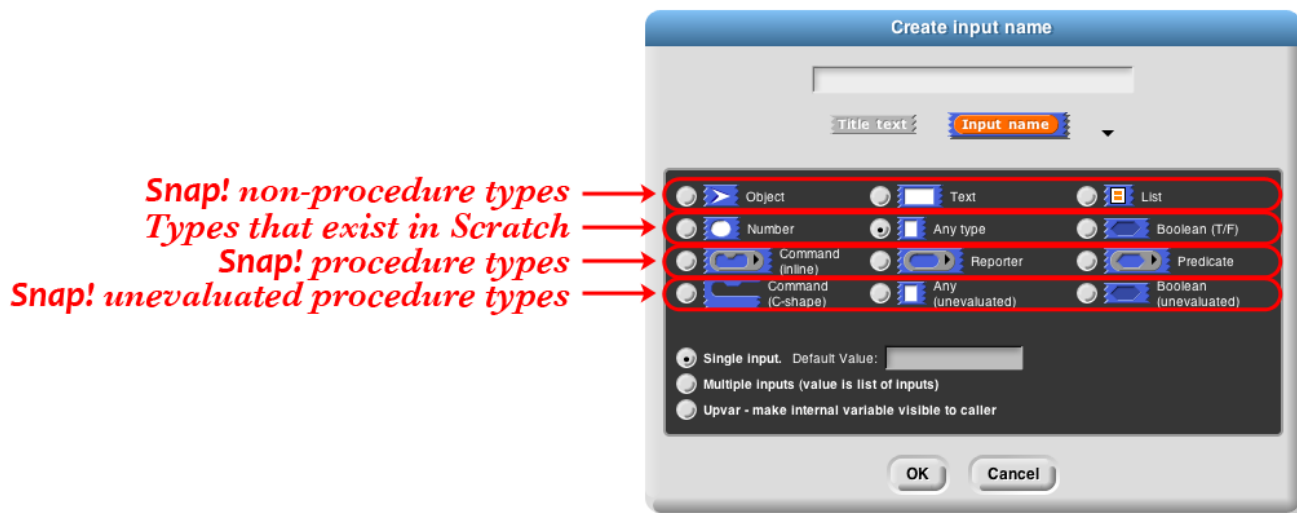 Create input name
Title text Input name
Snap! non-procedure types
Object Text List
Types that exist in Scratch
Number Any type Boolean (T/F)
Snap! procedure types
Command (inline) Reporter Predicate
Snap! unevaluated procedure types
Command (C-shape) Any (unevaluated) Boolean (unevaluated)
Single input. Default Value:
Multiple inputs (value is list of inputs)
Upvar - make internal variable visible to caller
OK Cancel